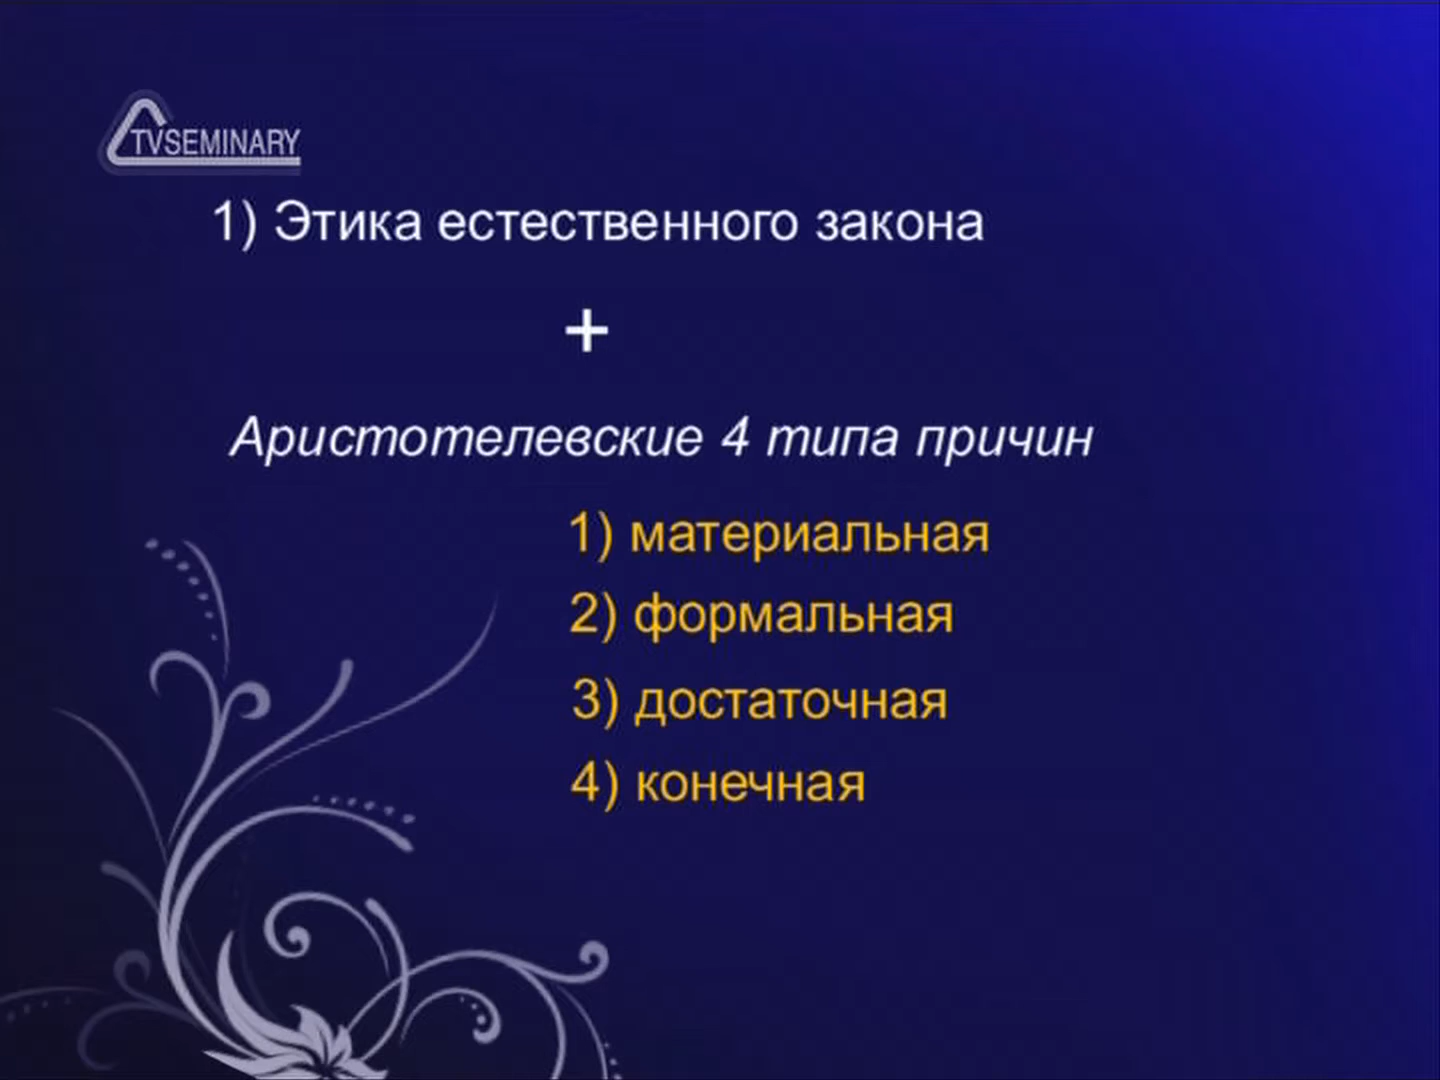 TVSEMINARY
1) Этика естественного закона
+
Аристотелевские 4 типа причин
1) материальная
2) формальная
3) достаточная
4) конечная